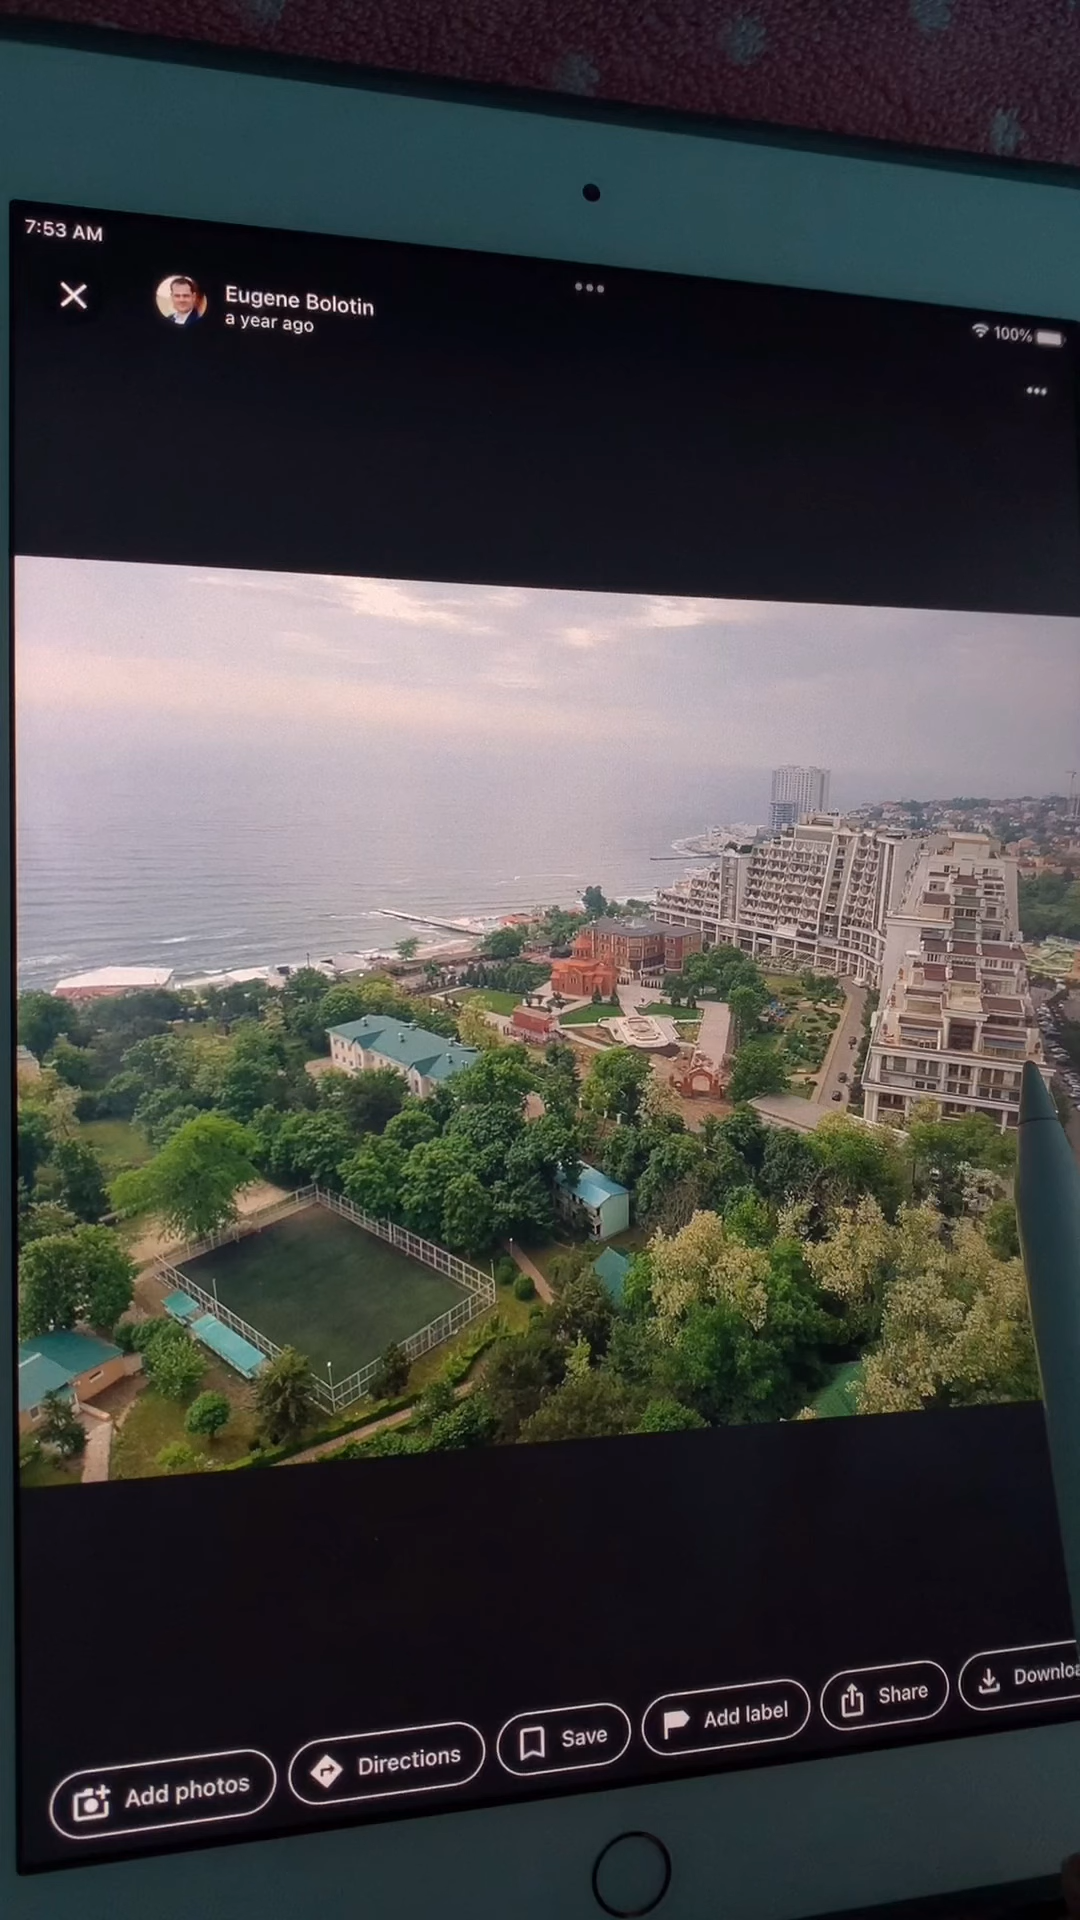 7:53 AM
Eugene Bolotin
a year ago
100%
Add photos
Directions
Save
Add label
Share